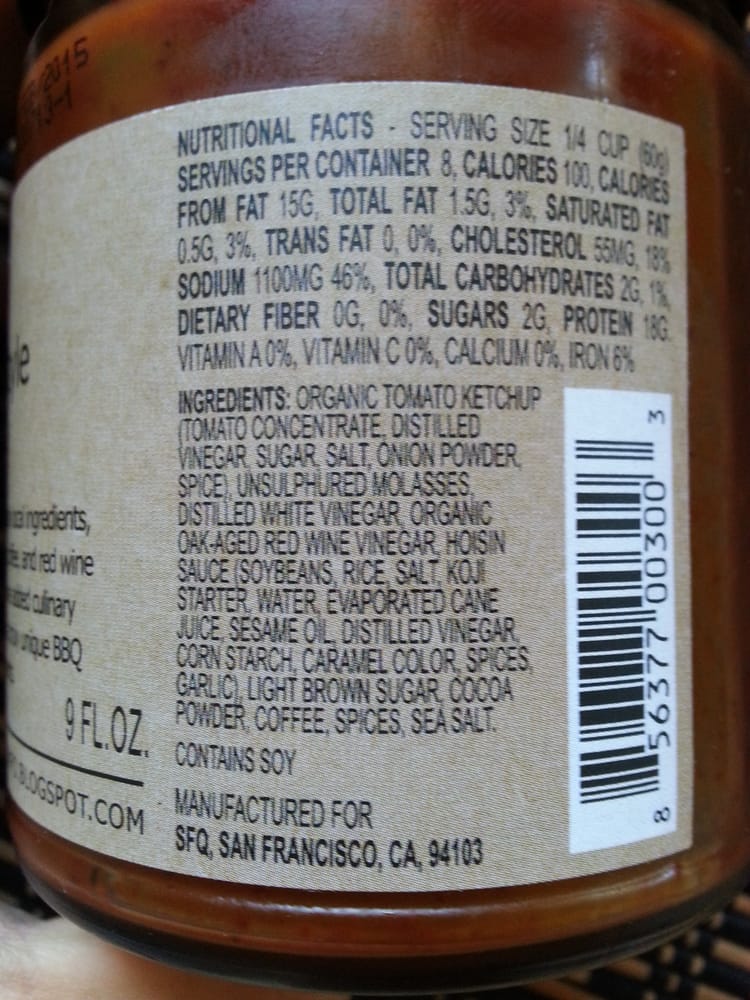 2015
NUTRITIONAL FACTS - SERVING SIZE 1/4 CUP (60g)
SERVINGS PER CONTAINER 8, CALORIES 100, CALORIES
FROM FAT 15G, TOTAL FAT 1.5G, 3%, SATURATED FAT
0.5G, 3%, TRANS FAT 0, 0%, CHOLESTEROL 55MG, 18%
SODIUM 1100MG 46%, TOTAL CARBOHYDRATES 2G, 1%,
DIETARY FIBER 0G, 0%, SUGARS 2G, PROTEIN 18G.
VITAMIN A 0%, VITAMIN C 0%, CALCIUM 0%, IRON 6%
INGREDIENTS: ORGANIC TOMATO KETCHUP
(TOMATO CONCENTRATE, DISTILLED
VINEGAR, SUGAR, SALT, ONION POWDER,
SPICE), UNSULPHURED MOLASSES,
DISTILLED WHITE VINEGAR, ORGANIC
OAK-AGED RED WINE VINEGAR, HOISIN
SAUCE (SOYBEANS, RICE, SALT, KOJI
STARTER, WATER, EVAPORATED CANE
JUICE, SESAME OIL, DISTILLED VINEGAR,
CORN STARCH, CARAMEL COLOR, SPICES,
GARLIC), LIGHT BROWN SUGAR, COCOA
POWDER, COFFEE, SPICES, SEA SALT.
CONTAINS SOY
MANUFACTURED FOR
SFQ, SAN FRANCISCO, CA, 94103
8 56377 00300 3
ingredients,
and red wine
culinary
unique BBQ
9 FL.OZ.
BLOGSPOT.COM